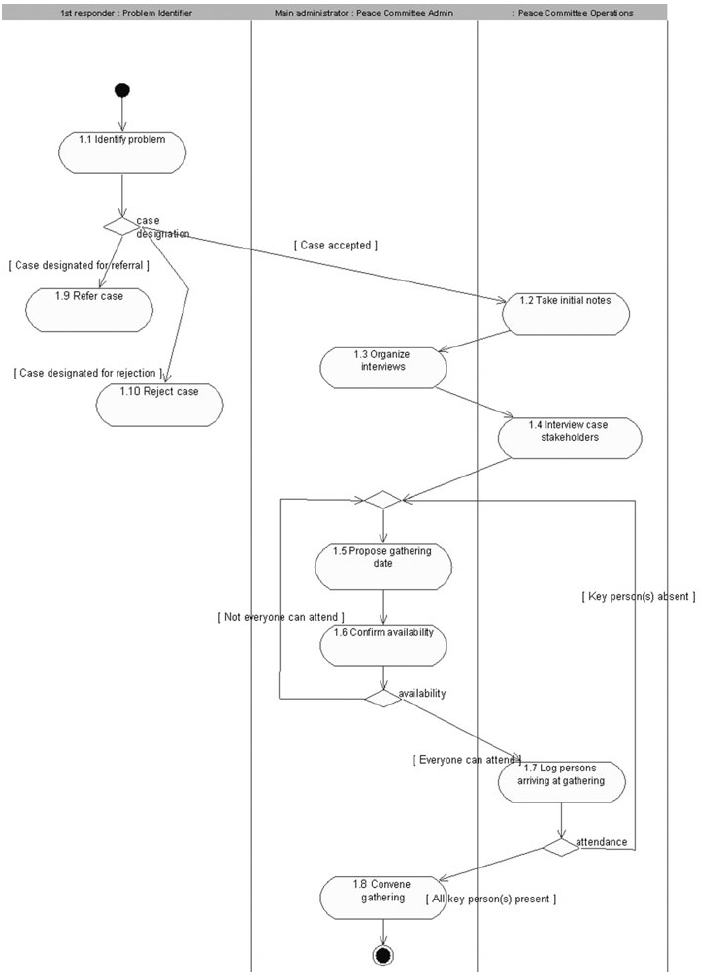 1st responder : Problem Identifier
Main administrator : Peace Committee Admin
: Peace Committee Operations
1.1 Identify problem
case
designation
[ Case accepted ]
[ Case designated for referral ]
1.9 Refer case
1.2 Take initial notes
1.3 Organize
interviews
[ Case designated for rejection ]
1.10 Reject case
1.4 Interview case
stakeholders
1.5 Propose gathering
date
[ Key person(s) absent ]
[ Not everyone can attend ]
1.6 Confirm availability
availability
[ Everyone can attend ]
1.7 Log persons
arriving at gathering
attendance
1.8 Convene
gathering
[ All key person(s) present ]